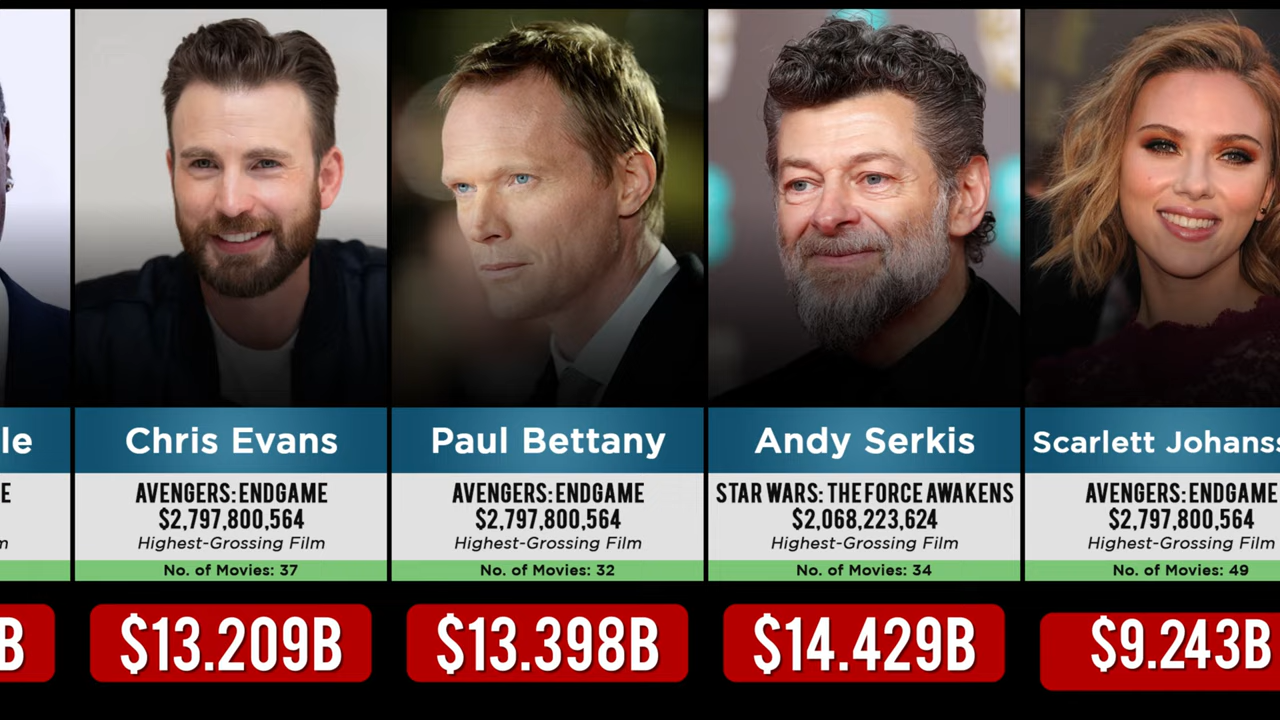 le
Chris Evans
Paul Bettany
Andy Serkis
Scarlett Johanss
E
AVENGERS: ENDGAME
$2,797,800,564
Highest-Grossing Film
No. of Movies: 37
AVENGERS: ENDGAME
$2,797,800,564
Highest-Grossing Film
No. of Movies: 32
STAR WARS: THE FORCE AWAKENS
$2,068,223,624
Highest-Grossing Film
No. of Movies: 34
AVENGERS: ENDGAME
$2,797,800,564
Highest-Grossing Film
No. of Movies: 49
B
$13.209B
$13.398B
$14.429B
$9.243B